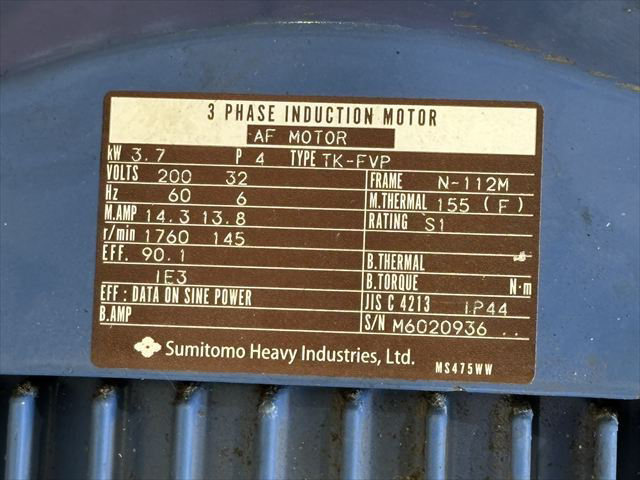 3 PHASE INDUCTION MOTOR
AF MOTOR
kW 3.7 P 4 TYPE TK-FVP
VOLTS 200 32 FRAME N-112M
Hz 60 6 M.THERMAL 155 (F)
M.AMP 14.3 13.8 RATING S1
r/min 1760 145
EFF. 90.1 B.THERMAL
IE3 B.TORQUE N·m
EFF : DATA ON SINE POWER JIS C 4213 IP44
B.AMP S/N M6020936
Sumitomo Heavy Industries, Ltd. MS475WW